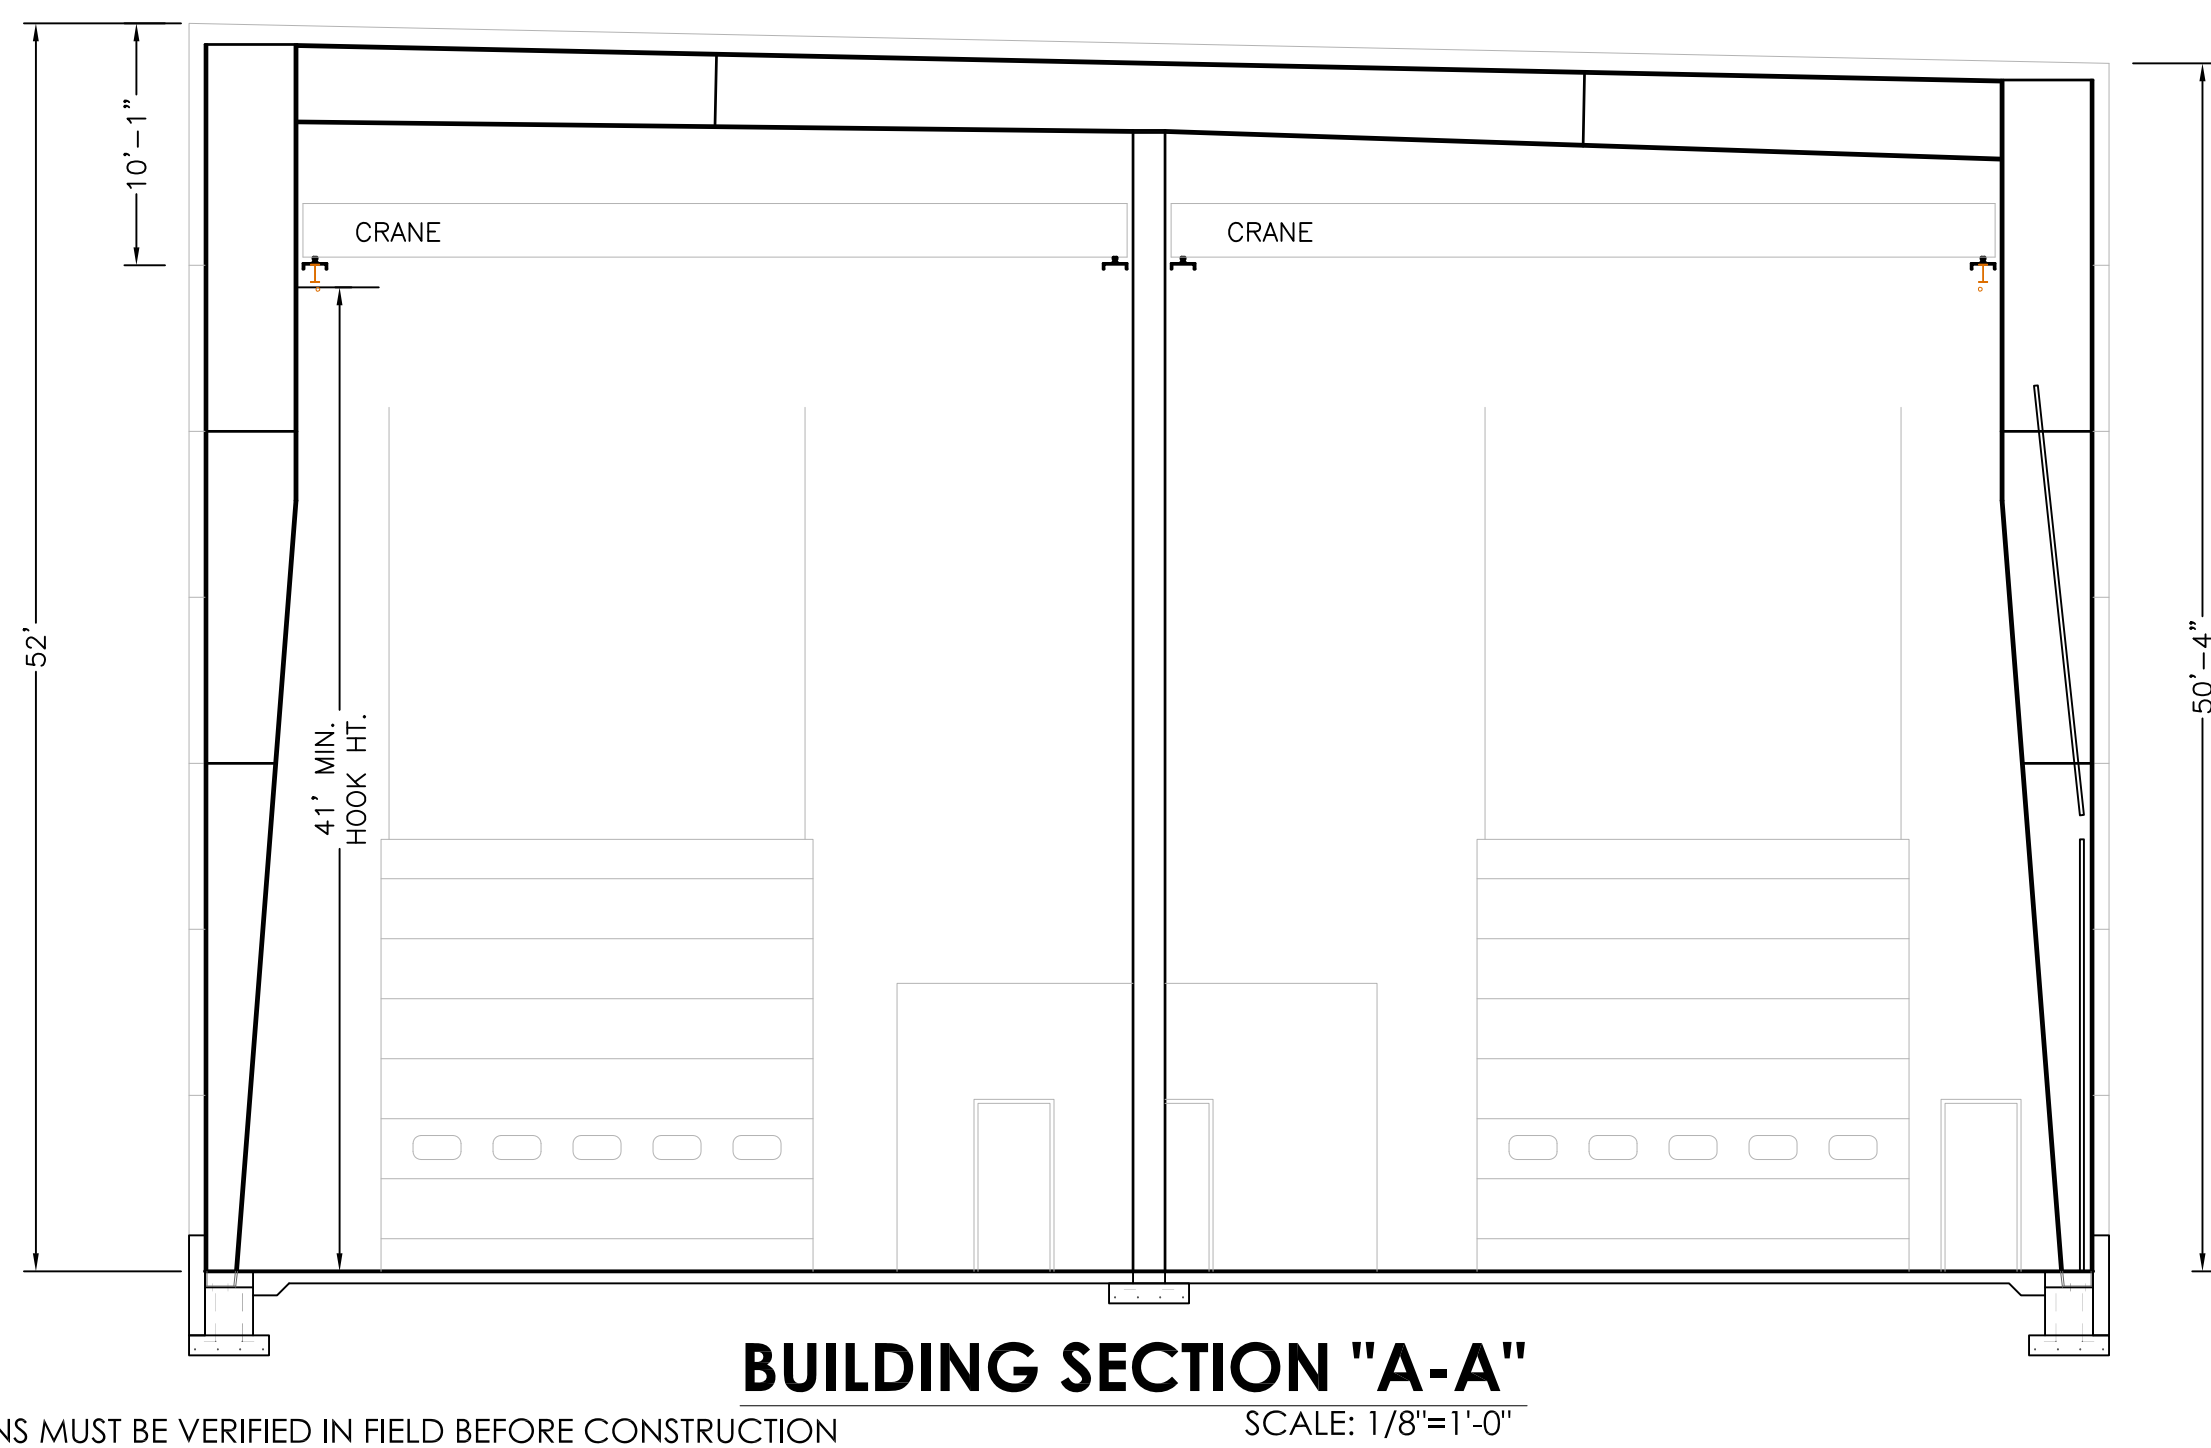 10'-1"
CRANE
CRANE
52'
50'-4"
41' MIN.
HOOK HT.
BUILDING SECTION "A-A"
SCALE: 1/8"=1'-0"
MUST BE VERIFIED IN FIELD BEFORE CONSTRUCTION